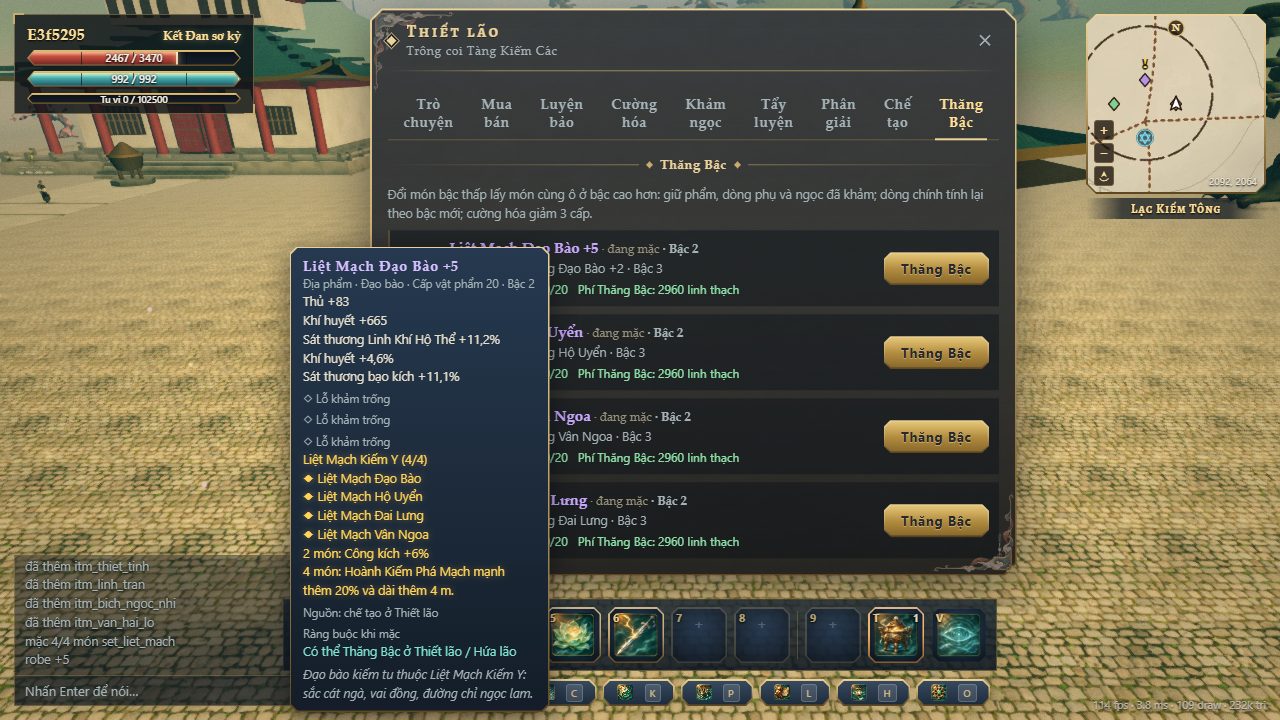 E3f5295
Kết Đan sơ kỳ
2467 / 3470
992 / 992
Tu vi 0 / 102500
Thiết lão
Trông coi Tàng Kiếm Các
Trò chuyện
Mua bán
Luyện bảo
Cường hóa
Khảm ngọc
Tẩy luyện
Phân giải
Chế tạo
Thăng Bậc
Thăng Bậc
Đổi món bậc thấp lấy món cùng ô ở bậc cao hơn: giữ phẩm, dòng phụ và ngọc đã khảm; dòng chính tính lại
theo bậc mới; cường hóa giảm 3 cấp.
Liệt Mạch Đạo Bào +5 · đang mặc · Bậc 2
Đạo Bào +2 · Bậc 3
/20 Phí Thăng Bậc: 2960 linh thạch
Thăng Bậc
Uyển · đang mặc · Bậc 2
Hộ Uyển · Bậc 3
/20 Phí Thăng Bậc: 2960 linh thạch
Thăng Bậc
Ngoa · đang mặc · Bậc 2
Vân Ngoa · Bậc 3
/20 Phí Thăng Bậc: 2960 linh thạch
Thăng Bậc
Lưng · đang mặc · Bậc 2
Đai Lưng · Bậc 3
/20 Phí Thăng Bậc: 2960 linh thạch
Thăng Bậc
Liệt Mạch Đạo Bào +5
Địa phẩm · Đạo bào · Cấp vật phẩm 20 · Bậc 2
Thủ +83
Khí huyết +665
Sát thương Linh Khí Hộ Thể +11,2%
Khí huyết +4,6%
Sát thương bạo kích +11,1%
Lỗ khảm trống
Lỗ khảm trống
Lỗ khảm trống
Liệt Mạch Kiếm Y (4/4)
Liệt Mạch Đạo Bào
Liệt Mạch Hộ Uyển
Liệt Mạch Đai Lưng
Liệt Mạch Vân Ngoa
2 món: Công kích +6%
4 món: Hoành Kiếm Phá Mạch mạnh
thêm 20% và dài thêm 4 m.
Nguồn: chế tạo ở Thiết lão
Ràng buộc khi mặc
Có thể Thăng Bậc ở Thiết lão / Hứa lão
Đạo bào kiếm tu thuộc Liệt Mạch Kiếm Y:
sắc cát ngà, vai đồng, đường chỉ ngọc lam.
N
2092, 2064
Lạc Kiếm Tông
đã thêm itm_thiet_tinh
đã thêm itm_linh_tran
đã thêm itm_bich_ngoc_nhi
đã thêm itm_van_hai_lo
mặc 4/4 món set_liet_mach
robe +5
Nhấn Enter để nói...
5
6
7
8
9
T 1
V
C
K
P
L
H
O
114 fps · 3.8 ms · 109 draw · 232k tri